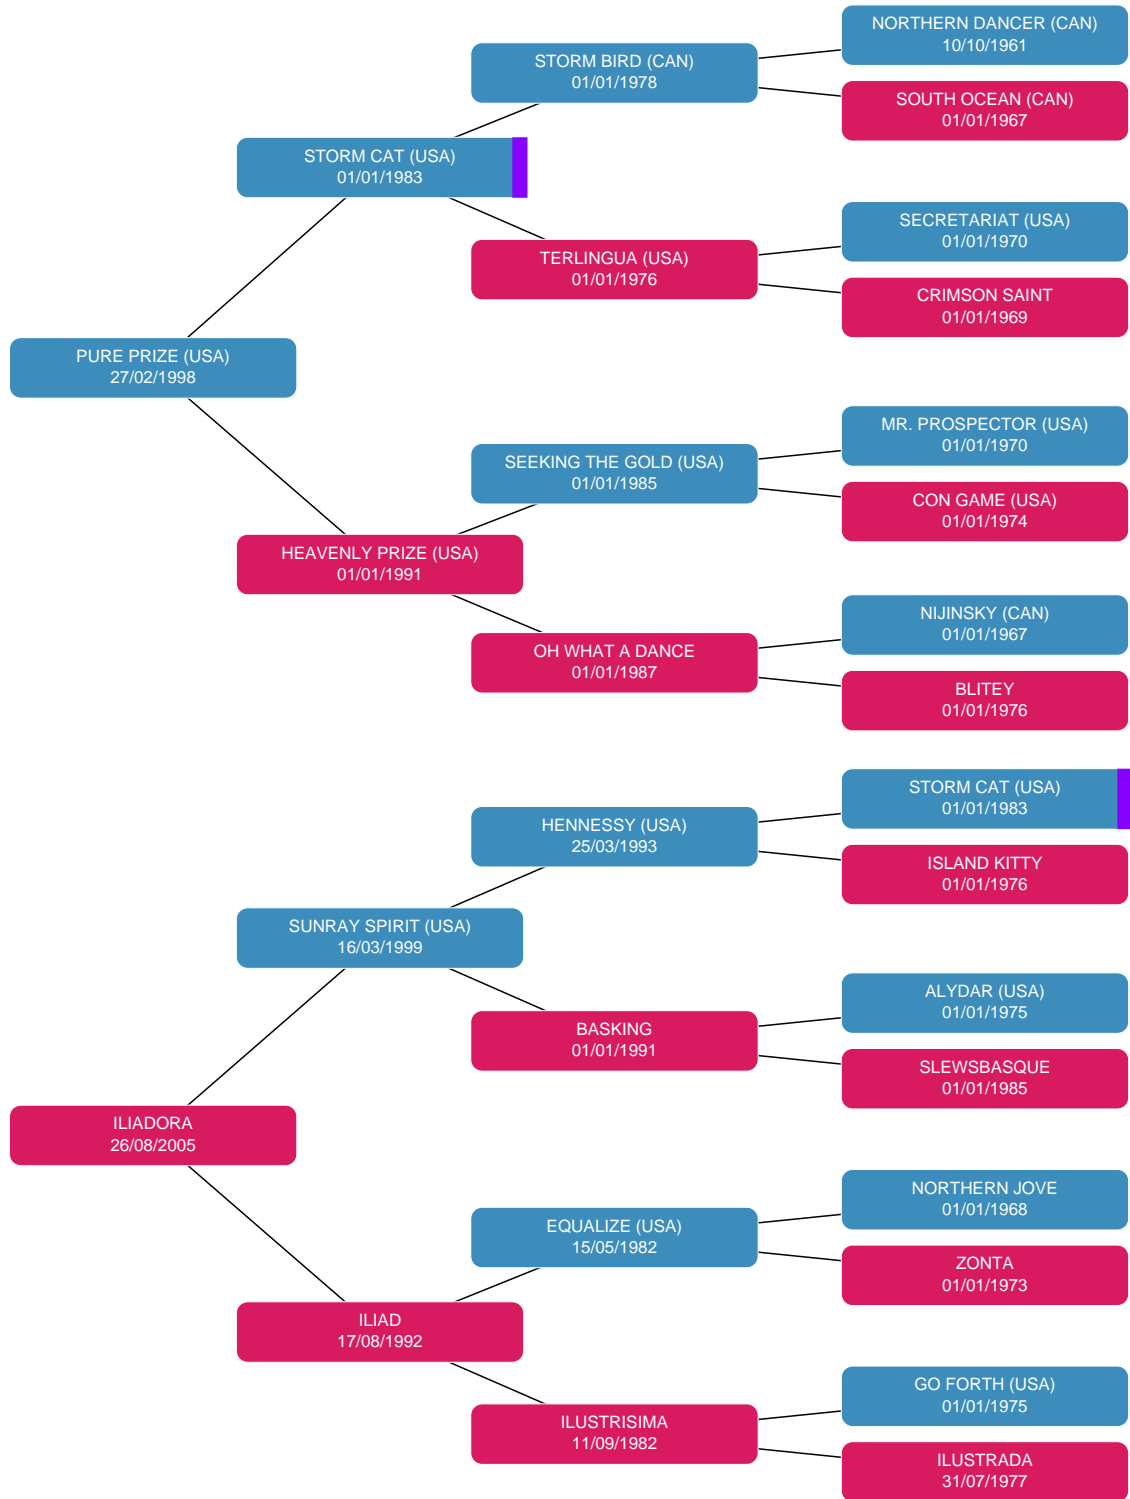 NORTHERN DANCER (CAN)
10/10/1961
STORM BIRD (CAN)
01/01/1978
SOUTH OCEAN (CAN)
01/01/1967
STORM CAT (USA)
01/01/1983
SECRETARIAT (USA)
01/01/1970
TERLINGUA (USA)
01/01/1976
CRIMSON SAINT
01/01/1969
PURE PRIZE (USA)
27/02/1998
MR. PROSPECTOR (USA)
01/01/1970
SEEKING THE GOLD (USA)
01/01/1985
CON GAME (USA)
01/01/1974
HEAVENLY PRIZE (USA)
01/01/1991
NIJINSKY (CAN)
01/01/1967
OH WHAT A DANCE
01/01/1987
BLITEY
01/01/1976
STORM CAT (USA)
01/01/1983
HENNESSY (USA)
25/03/1993
ISLAND KITTY
01/01/1976
SUNRAY SPIRIT (USA)
16/03/1999
ALYDAR (USA)
01/01/1975
BASKING
01/01/1991
SLEWSBASQUE
01/01/1985
ILIADORA
26/08/2005
NORTHERN JOVE
01/01/1968
EQUALIZE (USA)
15/05/1982
ZONTA
01/01/1973
ILIAD
17/08/1992
GO FORTH (USA)
01/01/1975
ILUSTRISIMA
11/09/1982
ILUSTRADA
31/07/1977